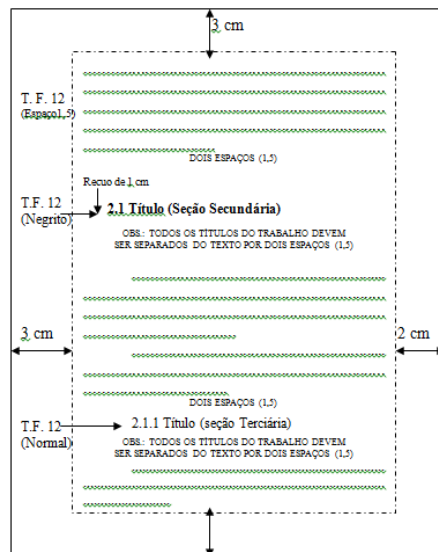 3 cm
T. F. 12
(Espaço1,5)
DOIS ESPAÇOS (1,5)
Recuo de 1 cm
T.F. 12
(Negrito)
2.1 Título (Seção Secundária)
OBS.: TODOS OS TÍTULOS DO TRABALHO DEVEM
SER SEPARADOS DO TEXTO POR DOIS ESPAÇOS (1,5)
3 cm
2 cm
DOIS ESPAÇOS (1,5)
T.F. 12
(Normal)
2.1.1 Título (seção Terciária)
OBS.: TODOS OS TÍTULOS DO TRABALHO DEVEM
SER SEPARADOS DO TEXTO POR DOIS ESPAÇOS (1,5)